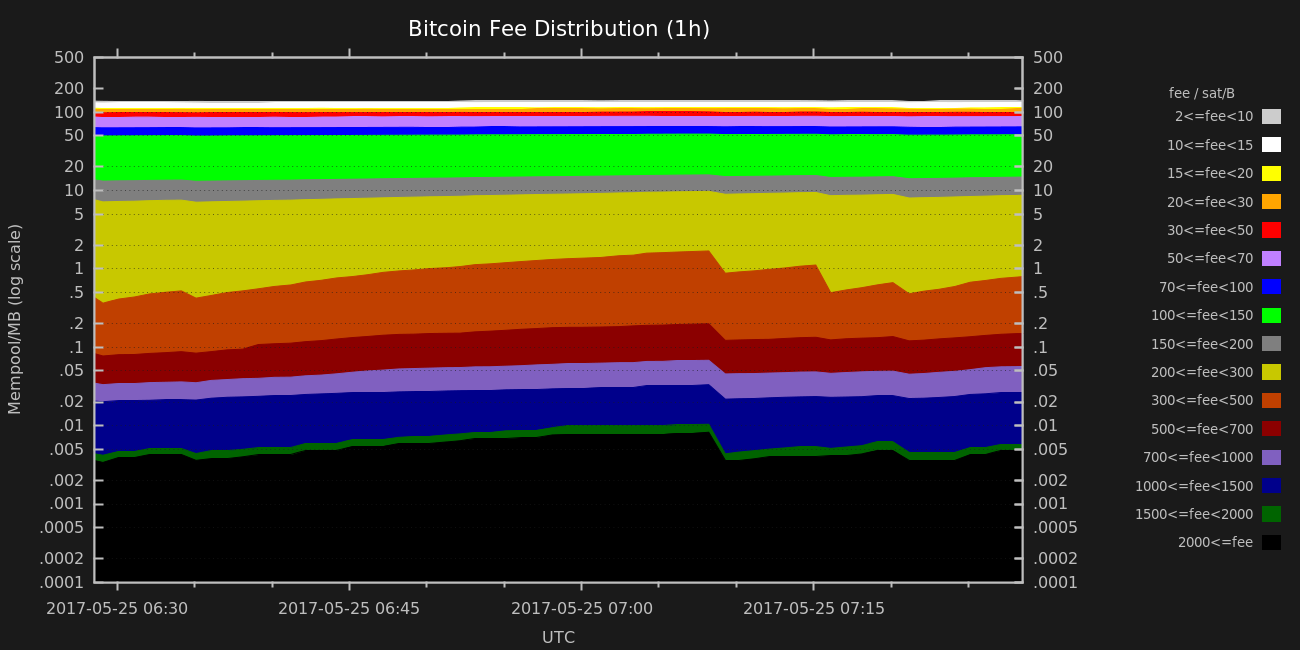 Bitcoin Fee Distribution (1h)
500 500
200 200
100 100
50 50
20 20
10 10
5 5
2 2
1 1
.5 .5
.2 .2
.1 .1
.05 .05
.02 .02
.01 .01
.005 .005
.002 .002
.001 .001
.0005 .0005
.0002 .0002
.0001 .0001
Mempool/MB (log scale)
2017-05-25 06:30 2017-05-25 06:45 2017-05-25 07:00 2017-05-25 07:15
UTC
fee / sat/B
2<=fee<10
10<=fee<15
15<=fee<20
20<=fee<30
30<=fee<50
50<=fee<70
70<=fee<100
100<=fee<150
150<=fee<200
200<=fee<300
300<=fee<500
500<=fee<700
700<=fee<1000
1000<=fee<1500
1500<=fee<2000
2000<=fee